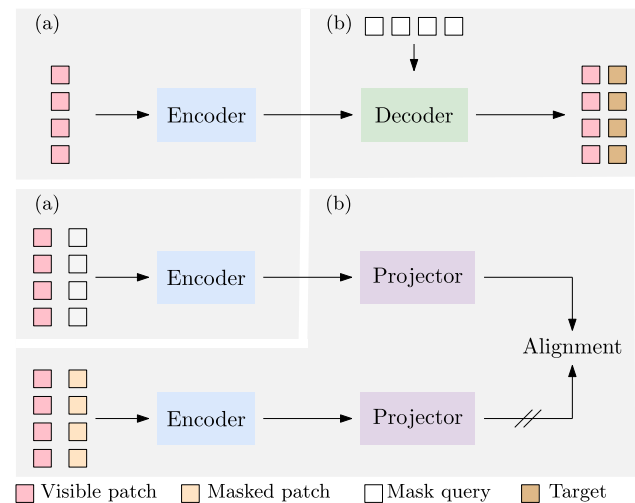 (a) (b)
Encoder Decoder
(a) (b)
Encoder Projector
Alignment
Encoder Projector
Visible patch Masked patch Mask query Target